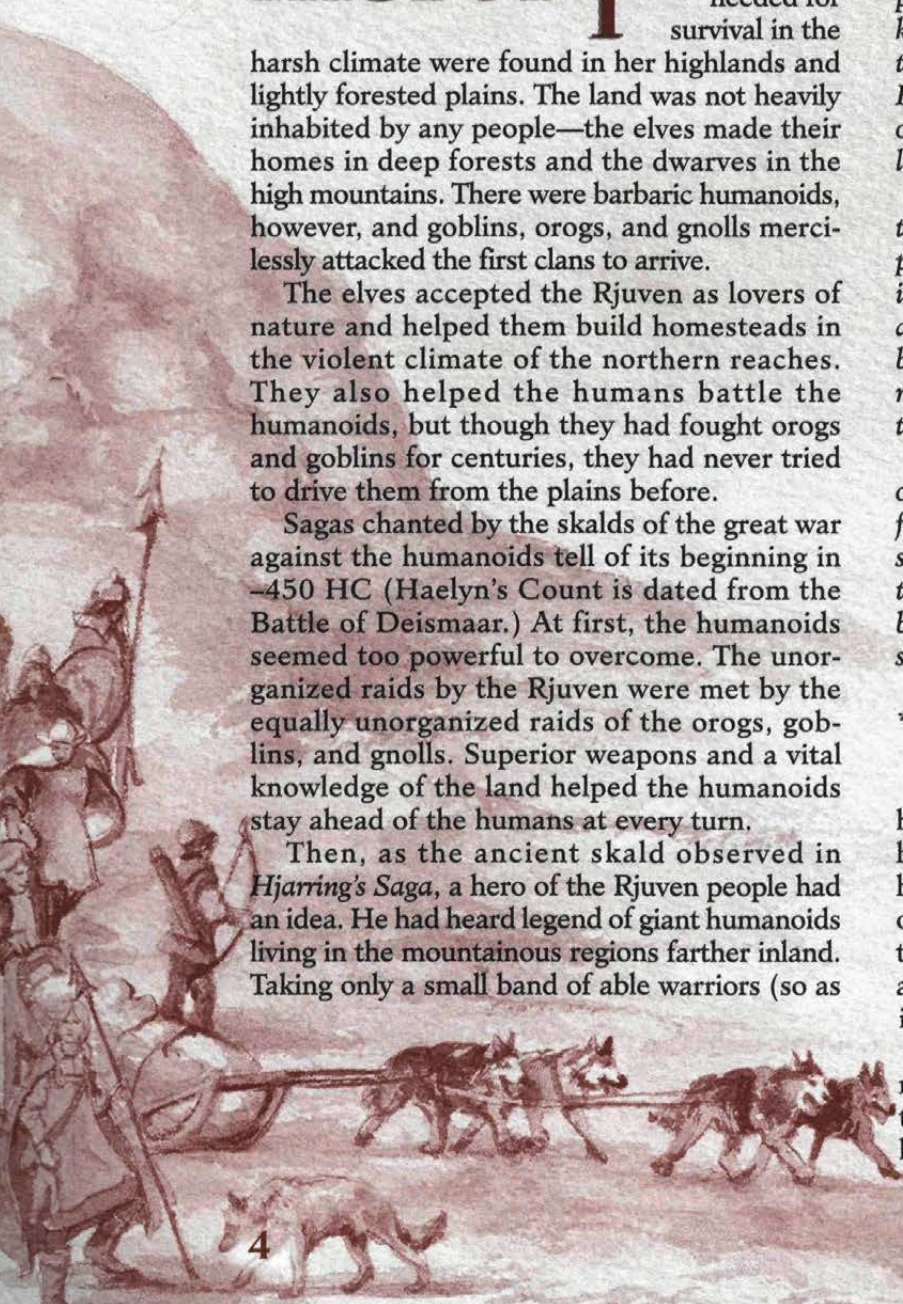 needed for
survival in the
harsh climate were found in her highlands and
lightly forested plains. The land was not heavily
inhabited by any people—the elves made their
homes in deep forests and the dwarves in the
high mountains. There were barbaric humanoids,
however, and goblins, orogs, and gnolls merci-
lessly attacked the first clans to arrive.
The elves accepted the Rjuven as lovers of
nature and helped them build homesteads in
the violent climate of the northern reaches.
They also helped the humans battle the
humanoids, but though they had fought orogs
and goblins for centuries, they had never tried
to drive them from the plains before.
Sagas chanted by the skalds of the great war
against the humanoids tell of its beginning in
–450 HC (Haelyn's Count is dated from the
Battle of Deismaar.) At first, the humanoids
seemed too powerful to overcome. The unor-
ganized raids by the Rjuven were met by the
equally unorganized raids of the orogs, gob-
lins, and gnolls. Superior weapons and a vital
knowledge of the land helped the humanoids
stay ahead of the humans at every turn.
Then, as the ancient skald observed in
Hjarring's Saga, a hero of the Rjuven people had
an idea. He had heard legend of giant humanoids
living in the mountainous regions farther inland.
Taking only a small band of able warriors (so as
4